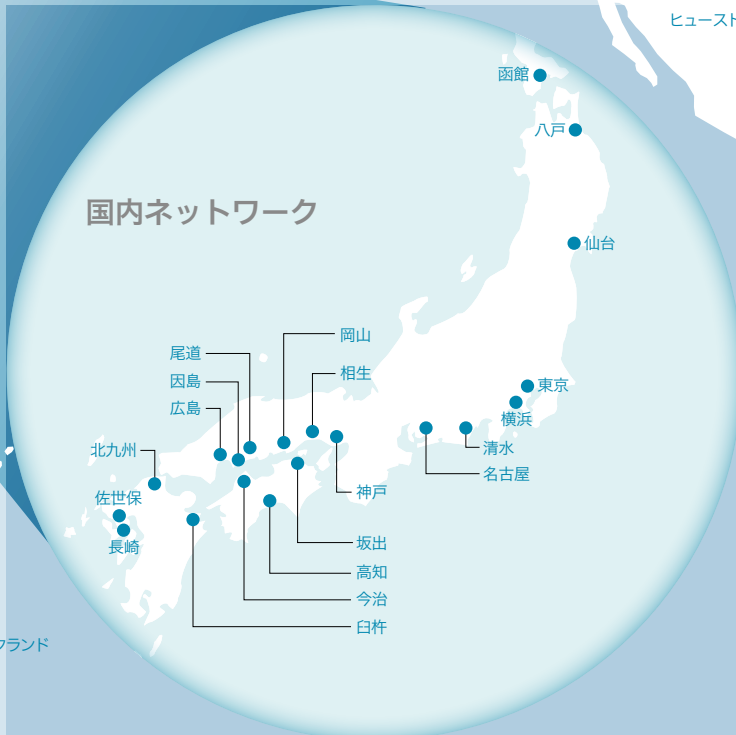 ヒュースト
函館
八戸
国内ネットワーク
仙台
岡山
尾道
相生
因島
東京
広島
横浜
清水
北九州
名古屋
神戸
佐世保
長崎
坂出
高知
今治
臼杵
クランド